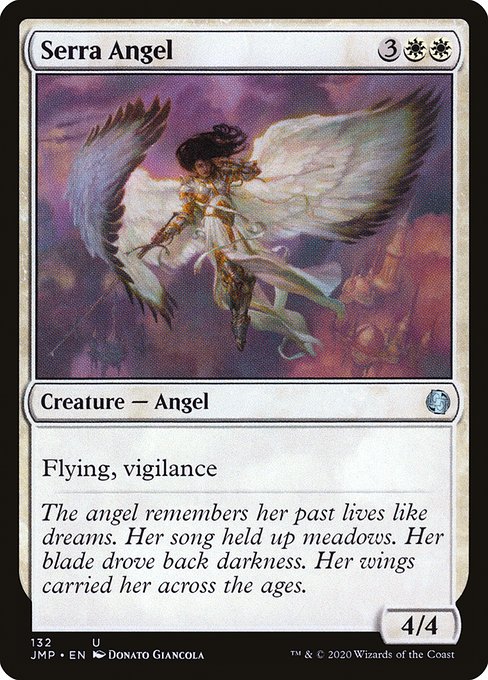 Serra Angel 3
Creature — Angel
Flying, vigilance
The angel remembers her past lives like
dreams. Her song held up meadows. Her
blade drove back darkness. Her wings
carried her across the ages.
4/4
132 U
JMP • EN Donato Giancola ™ & © 2020 Wizards of the Coast